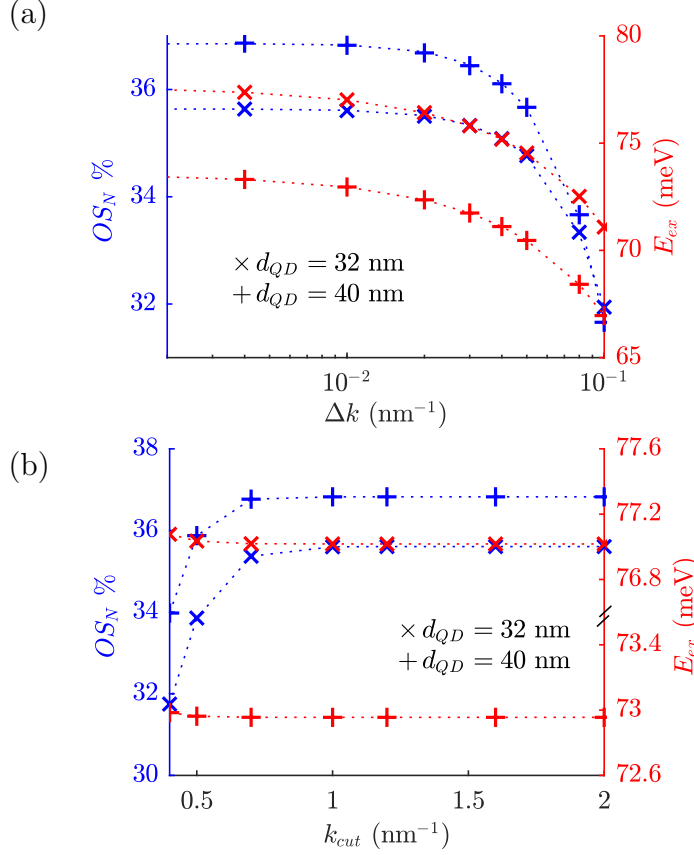 (a)
36
34
32
OS_N %
80
75
70
65
E_ex (meV)
× d_QD = 32 nm
+ d_QD = 40 nm
10⁻² 10⁻¹
Δk (nm⁻¹)
(b)
38
36
34
32
30
OS_N %
77.6
77.2
76.8
73.4
73
72.6
E_ex (meV)
× d_QD = 32 nm
+ d_QD = 40 nm
0.5 1 1.5 2
k_cut (nm⁻¹)